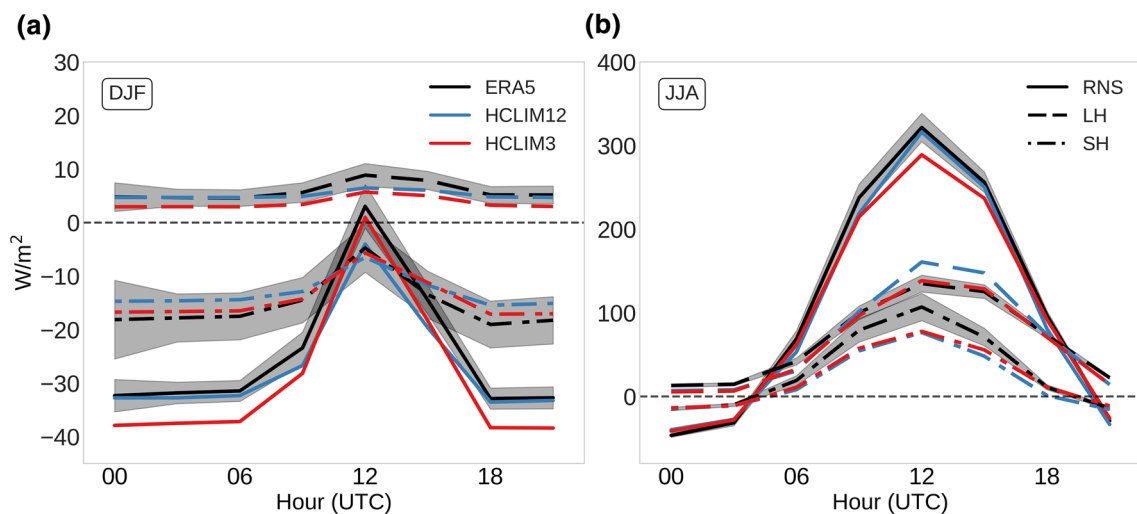 (a)
(b)
30
20
10
0
−10
−20
−30
−40
W/m²
DJF
ERA5
HCLIM12
HCLIM3
00
06
12
18
Hour (UTC)
400
300
200
100
0
JJA
RNS
LH
SH
00
06
12
18
Hour (UTC)